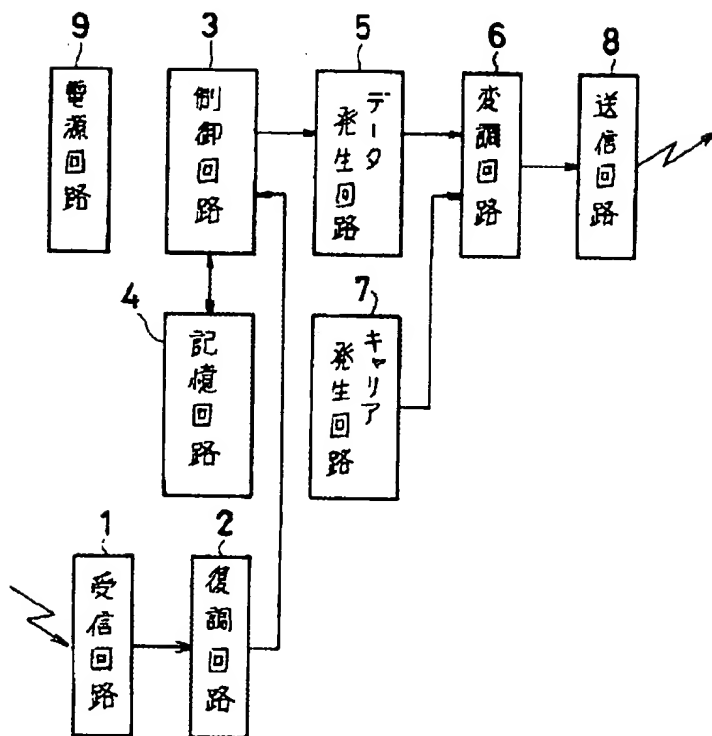 9
電源回路
3
制御回路
5
データ
発生回路
6
変調回路
8
送信回路
4
記憶回路
7
キャリア
発生回路
1
受信回路
2
復調回路